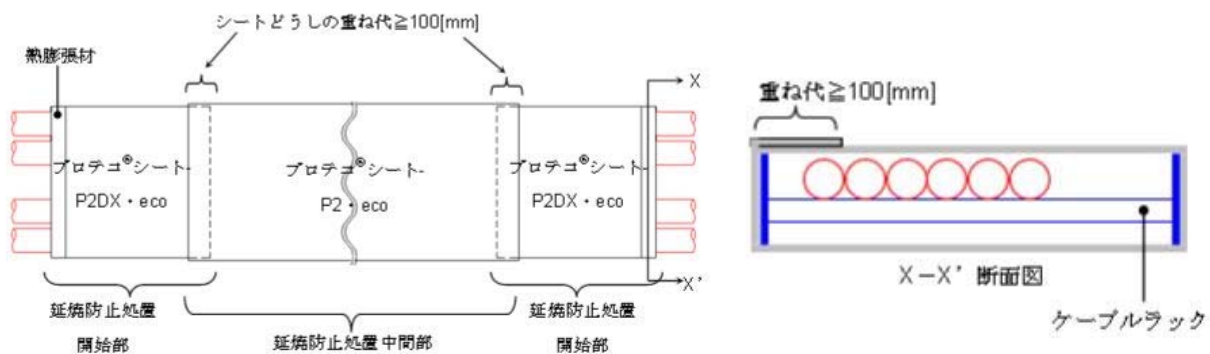 シートどうしの重ね代≧100[mm]
熱膨張材
X
プロテコ®シート-
P2DX・eco
プロテコ®シート-
P2・eco
プロテコ®シート-
P2DX・eco
X'
延焼防止処置
開始部
延焼防止処置中間部
延焼防止処置
開始部
重ね代≧100[mm]
X－X' 断面図
ケーブルラック